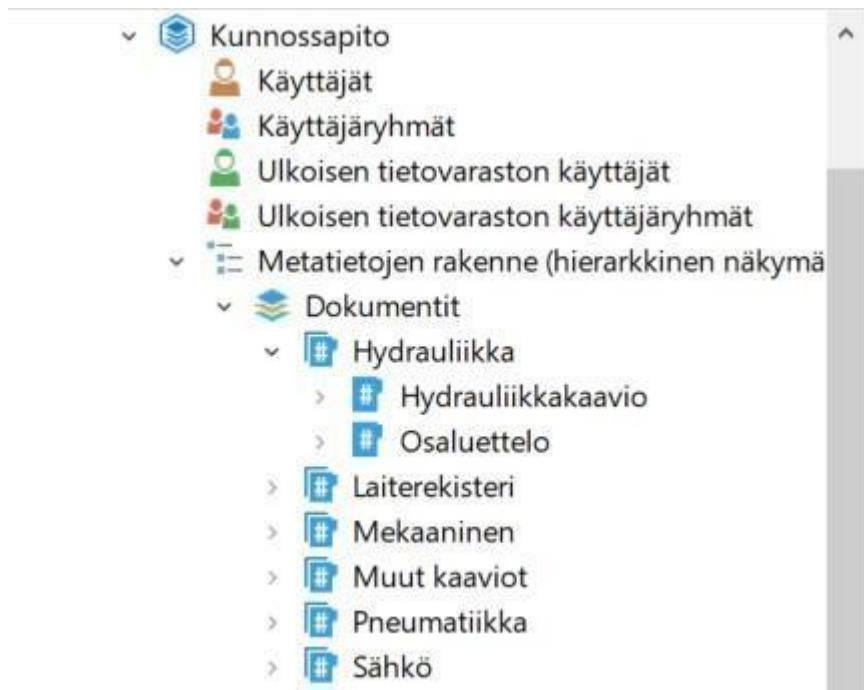 Kunnossapito
Käyttäjät
Käyttäjäryhmät
Ulkoisen tietovaraston käyttäjät
Ulkoisen tietovaraston käyttäjäryhmät
Metatietojen rakenne (hierarkkinen näkymä
Dokumentit
Hydrauliikka
Hydrauliikkakaavio
Osaluettelo
Laiterekisteri
Mekaaninen
Muut kaaviot
Pneumatiikka
Sähkö